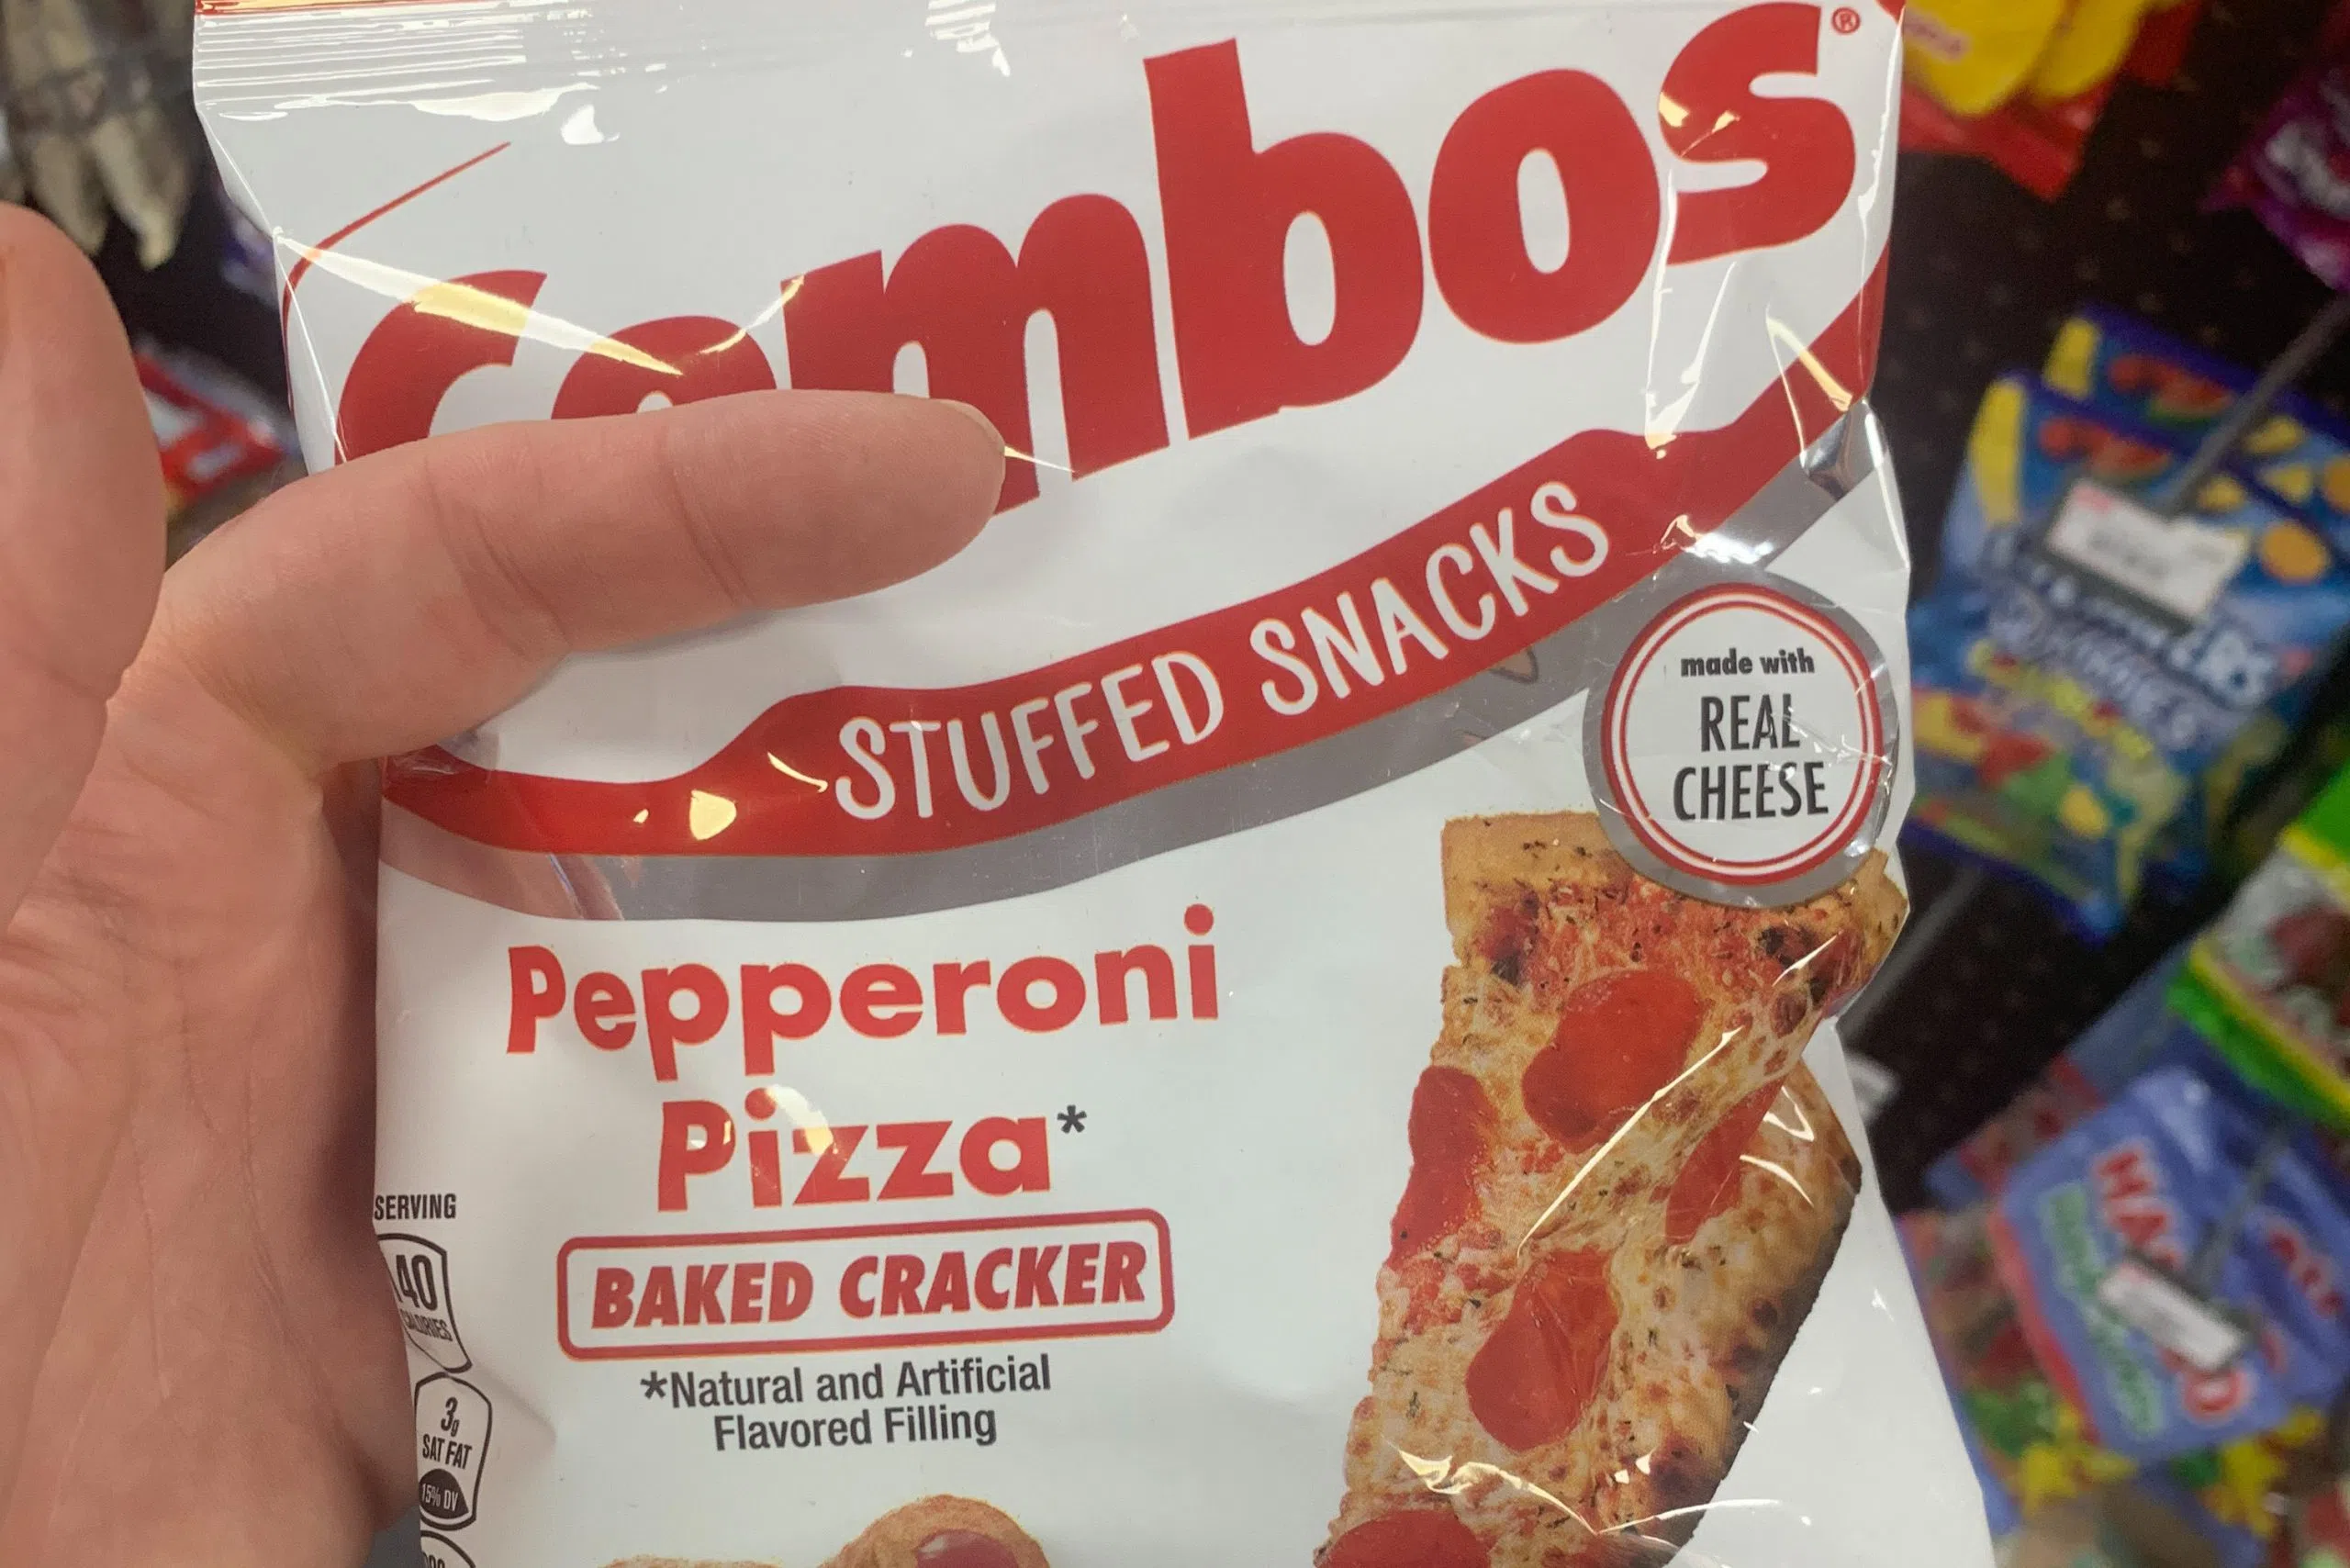 Combos®
STUFFED SNACKS
made with
REAL
CHEESE
Pepperoni
Pizza*
BAKED CRACKER
*Natural and Artificial
Flavored Filling
SERVING
140
CALORIES
3g
SAT FAT
15% DV